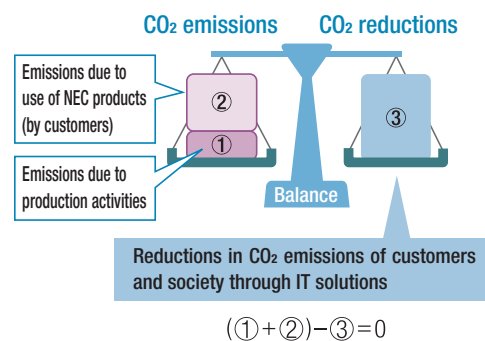 CO₂ emissions
CO₂ reductions
Emissions due to
use of NEC products
(by customers)
②
①
③
Emissions due to
production activities
Balance
Reductions in CO₂ emissions of customers
and society through IT solutions
(①+②)−③=0